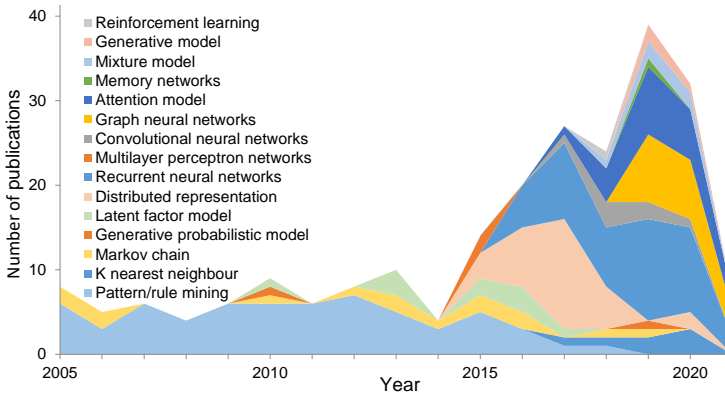 40
30
20
10
0
Number of publications
Reinforcement learning
Generative model
Mixture model
Memory networks
Attention model
Graph neural networks
Convolutional neural networks
Multilayer perceptron networks
Recurrent neural networks
Distributed representation
Latent factor model
Generative probabilistic model
Markov chain
K nearest neighbour
Pattern/rule mining
2005
2010
2015
2020
Year